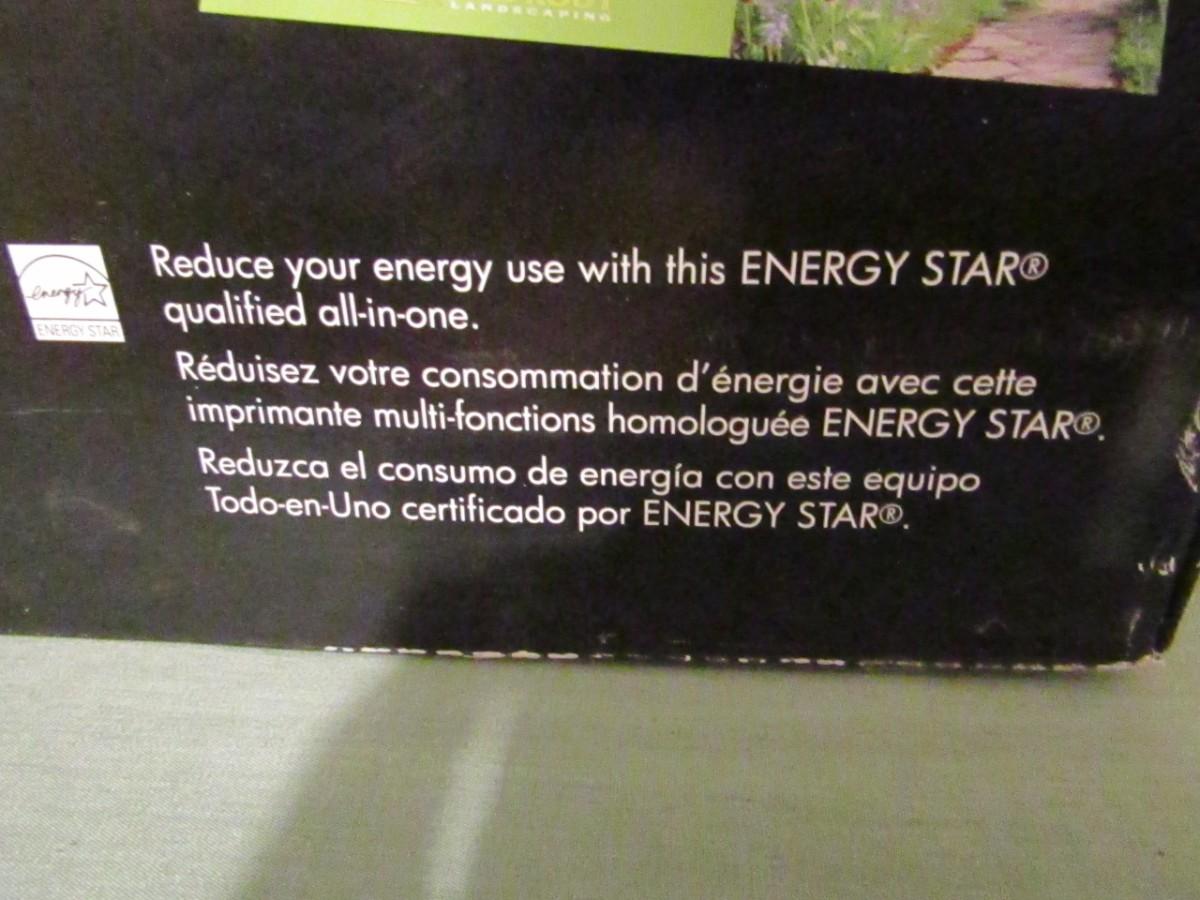 LANDSCAPING
energy
ENERGY STAR
Reduce your energy use with this ENERGY STAR®
qualified all-in-one.
Réduisez votre consommation d'énergie avec cette
imprimante multi-fonctions homologuée ENERGY STAR®.
Reduzca el consumo de energía con este equipo
Todo-en-Uno certificado por ENERGY STAR®.